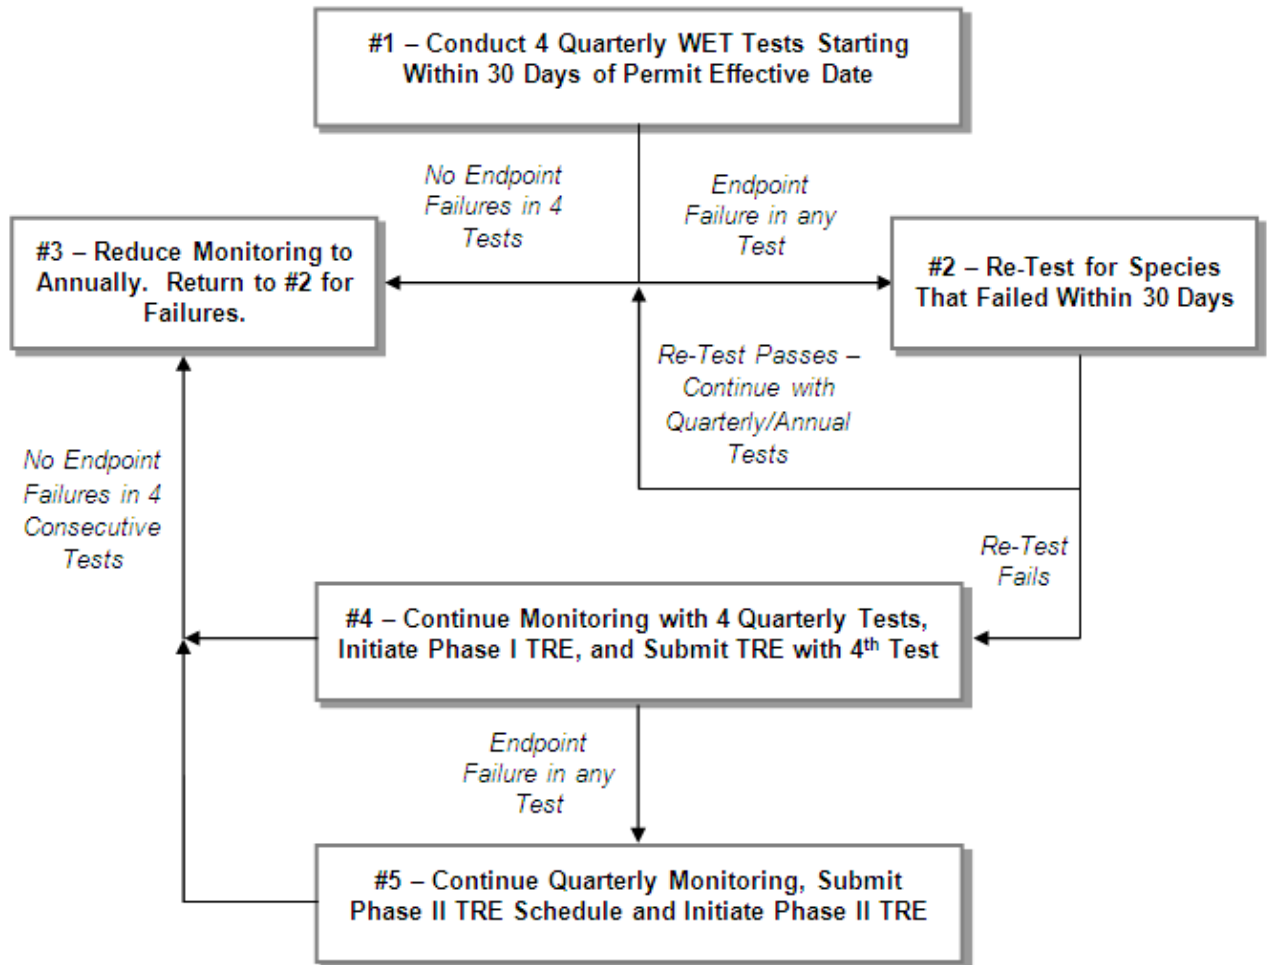 #1 – Conduct 4 Quarterly WET Tests Starting
Within 30 Days of Permit Effective Date
No Endpoint
Failures in 4
Tests
Endpoint
Failure in any
Test
#3 – Reduce Monitoring to
Annually. Return to #2 for
Failures.
#2 – Re-Test for Species
That Failed Within 30 Days
Re-Test Passes –
Continue with
Quarterly/Annual
Tests
No Endpoint
Failures in 4
Consecutive
Tests
Re-Test
Fails
#4 – Continue Monitoring with 4 Quarterly Tests,
Initiate Phase I TRE, and Submit TRE with 4th Test
Endpoint
Failure in any
Test
#5 – Continue Quarterly Monitoring, Submit
Phase II TRE Schedule and Initiate Phase II TRE